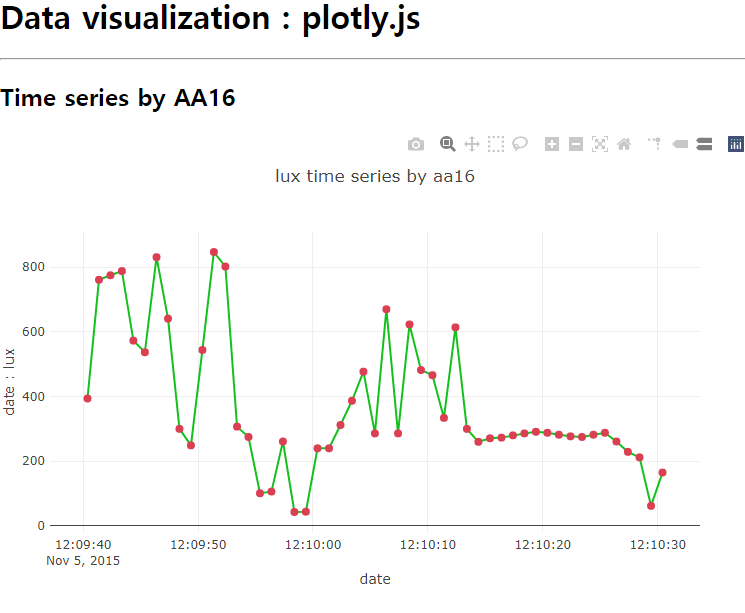 Data visualization : plotly.js
Time series by AA16
lux time series by aa16
800
600
400
200
0
date : lux
12:09:40 12:09:50 12:10:00 12:10:10 12:10:20 12:10:30
Nov 5, 2015
date